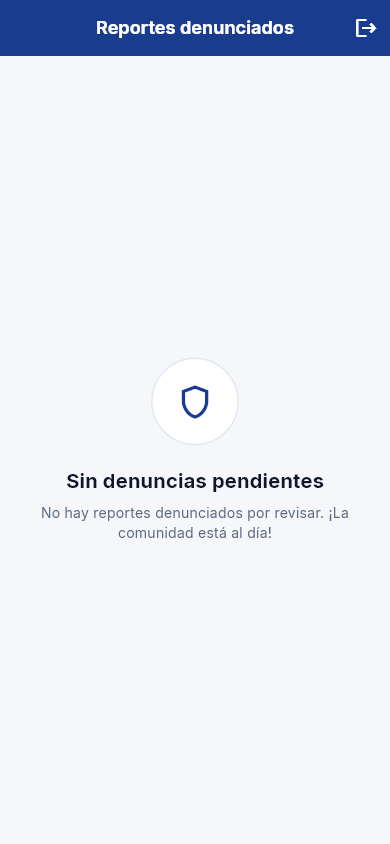 Reportes denunciados
Sin denuncias pendientes
No hay reportes denunciados por revisar. ¡La
comunidad está al día!